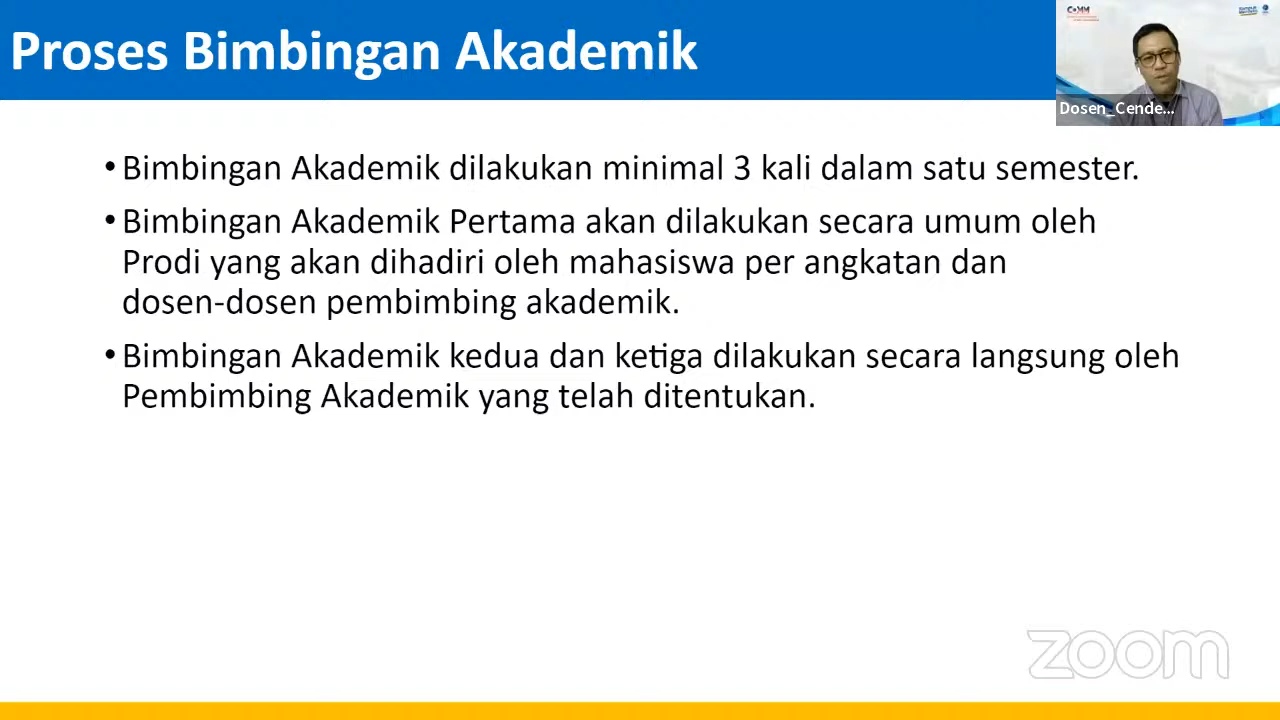 Proses Bimbingan Akademik
COMM
Dosen_Cende...
• Bimbingan Akademik dilakukan minimal 3 kali dalam satu semester.
• Bimbingan Akademik Pertama akan dilakukan secara umum oleh
Prodi yang akan dihadiri oleh mahasiswa per angkatan dan
dosen-dosen pembimbing akademik.
• Bimbingan Akademik kedua dan ketiga dilakukan secara langsung oleh
Pembimbing Akademik yang telah ditentukan.
zoom